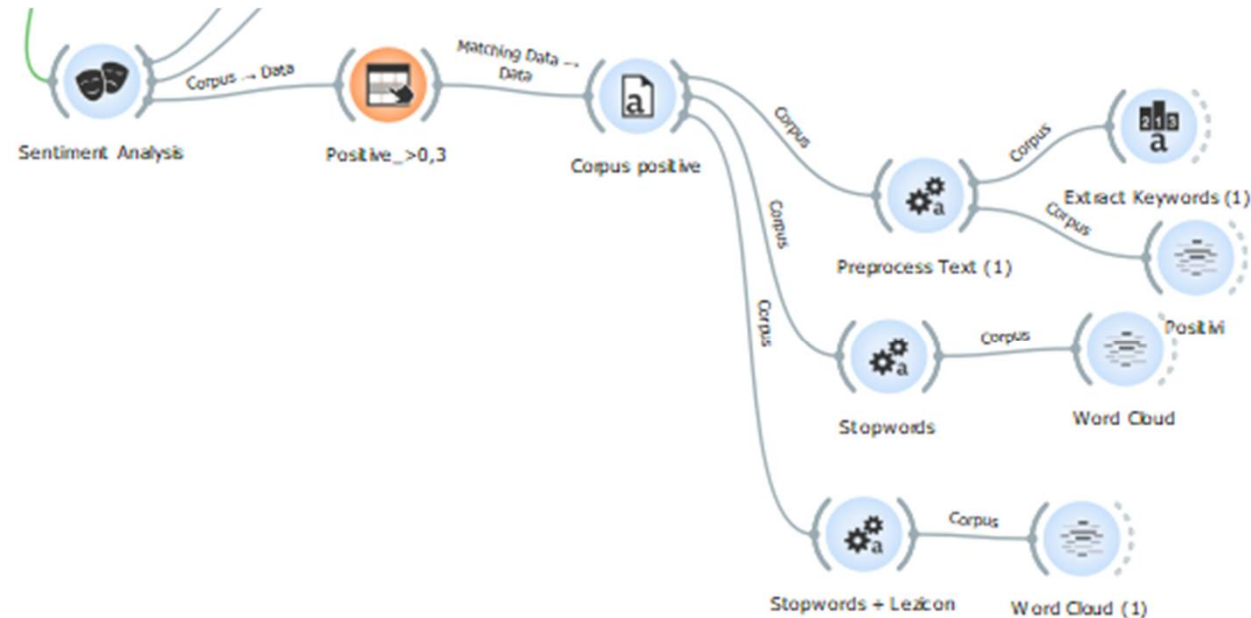 Corpus → Data
Matching Data →
Data
Sentiment Analysis
Positive_>0,3
Corpus positive
Corpus
Corpus
Extract Keywords (1)
Corpus
Preprocess Text (1)
Positivi
Corpus
Corpus
Word Cloud
Stopwords
Corpus
Corpus
Stopwords + Lexicon
Word Cloud (1)